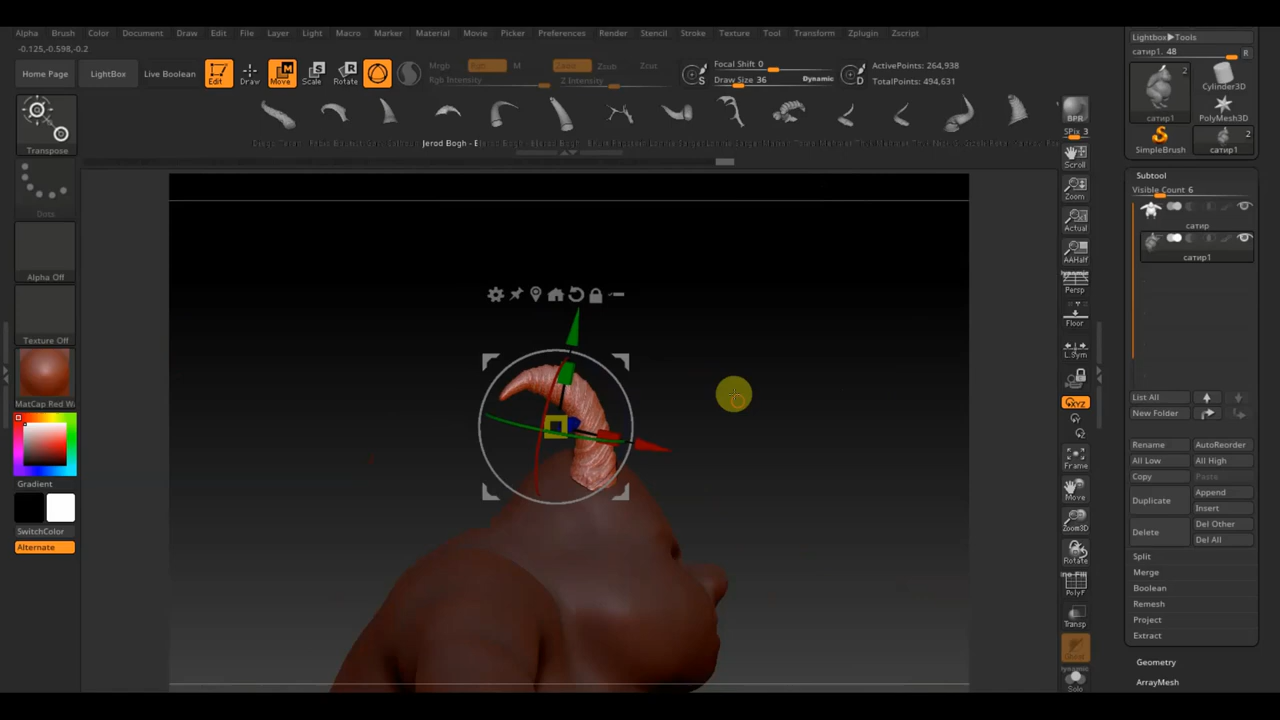 Alpha Brush Color Document Draw Edit File Layer Light Macro Marker Material Movie Picker Preferences Render Stencil Stroke Texture Tool Transform Zplugin Zscript
-0.125,-0.598,-0.2
Home Page LightBox Live Boolean Edit Draw Move Scale Rotate
Mrgb Rgb M Zadd Zsub Zcut
Rgb Intensity Z Intensity
Focal Shift 0
Draw Size 36 Dynamic
ActivePoints: 264,938
TotalPoints: 494,631
S D
Jerod Bogh - E
Transpose
Dots
Alpha Off
Texture Off
MatCap Red W
Gradient
SwitchColor
Alternate
BPR
SPix 3
Scroll
Zoom
Actual
AAHalf
Dynamic
Persp
Floor
L.Sym
XYZ
Frame
Move
Zoom3D
Rotate
PolyF
Transp
Ghost
Dynamic
Solo
Lightbox▶Tools
сатир1. 48 R
2
сатир1
Cylinder3D
PolyMesh3D
SimpleBrush
2
сатир1
Subtool
Visible Count 6
сатир
сатир1
List All
New Folder
Rename AutoReorder
All Low All High
Copy Paste
Duplicate Append
Insert
Delete Del Other
Del All
Split
Merge
Boolean
Remesh
Project
Extract
Geometry
ArrayMesh